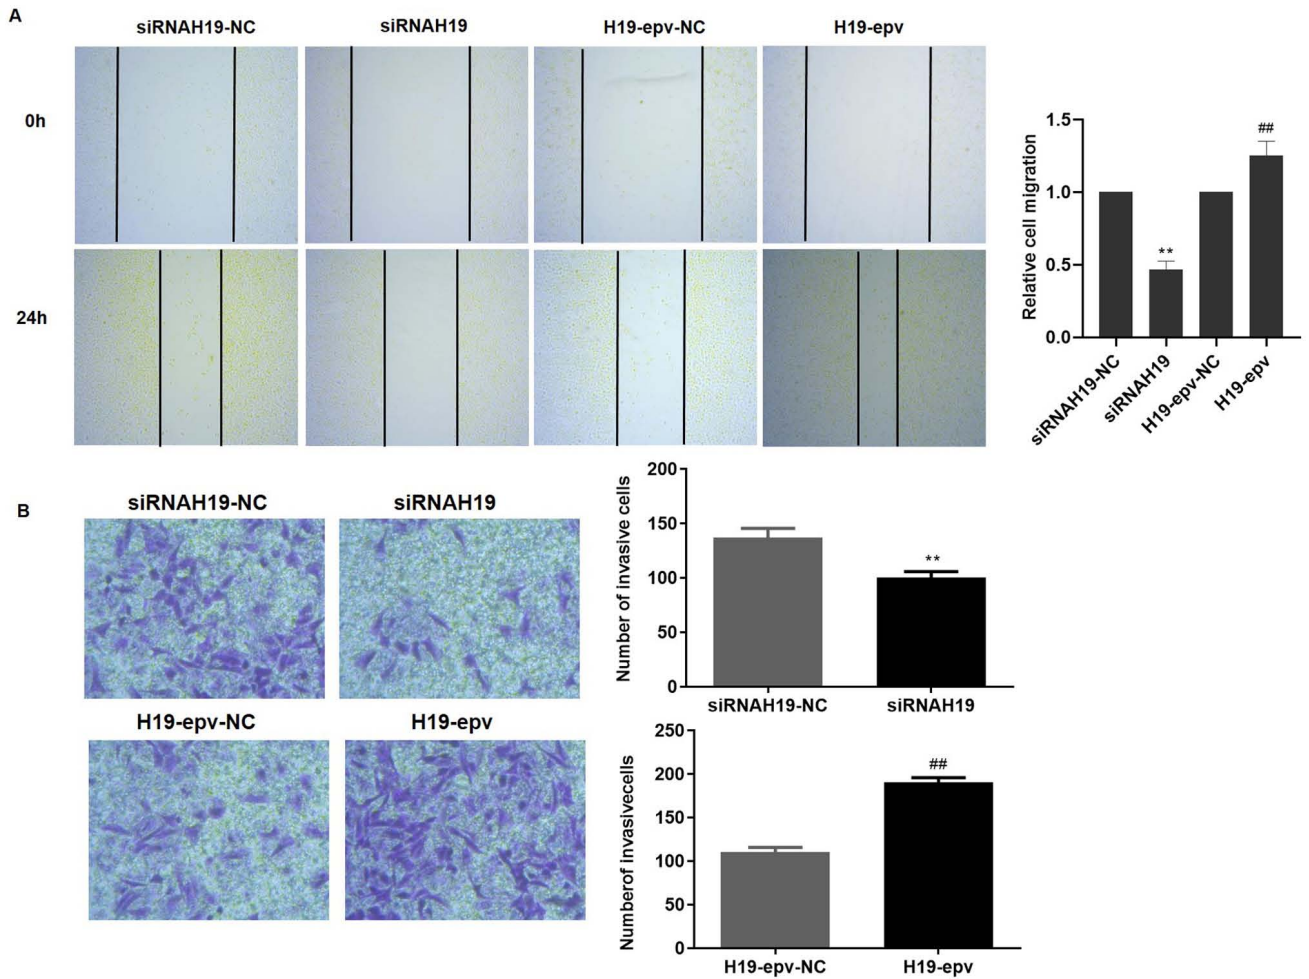 A
siRNAH19-NC
siRNAH19
H19-epv-NC
H19-epv
0h
24h
Relative cell migration
1.5
1.0
0.5
0.0
**
##
siRNAH19-NC
siRNAH19
H19-epv-NC
H19-epv
B
siRNAH19-NC
siRNAH19
H19-epv-NC
H19-epv
Number of invasive cells
200
150
100
50
0
**
siRNAH19-NC
siRNAH19
Numberof invasivecells
250
200
150
100
50
0
##
H19-epv-NC
H19-epv